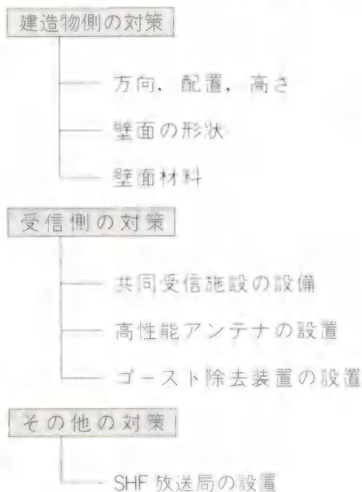 建造物側の対策
方向，配置，高さ
壁面の形状
壁面材料
受信側の対策
共同受信施設の設備
高性能アンテナの設置
ゴースト除去装置の設置
その他の対策
SHF 放送局の設置